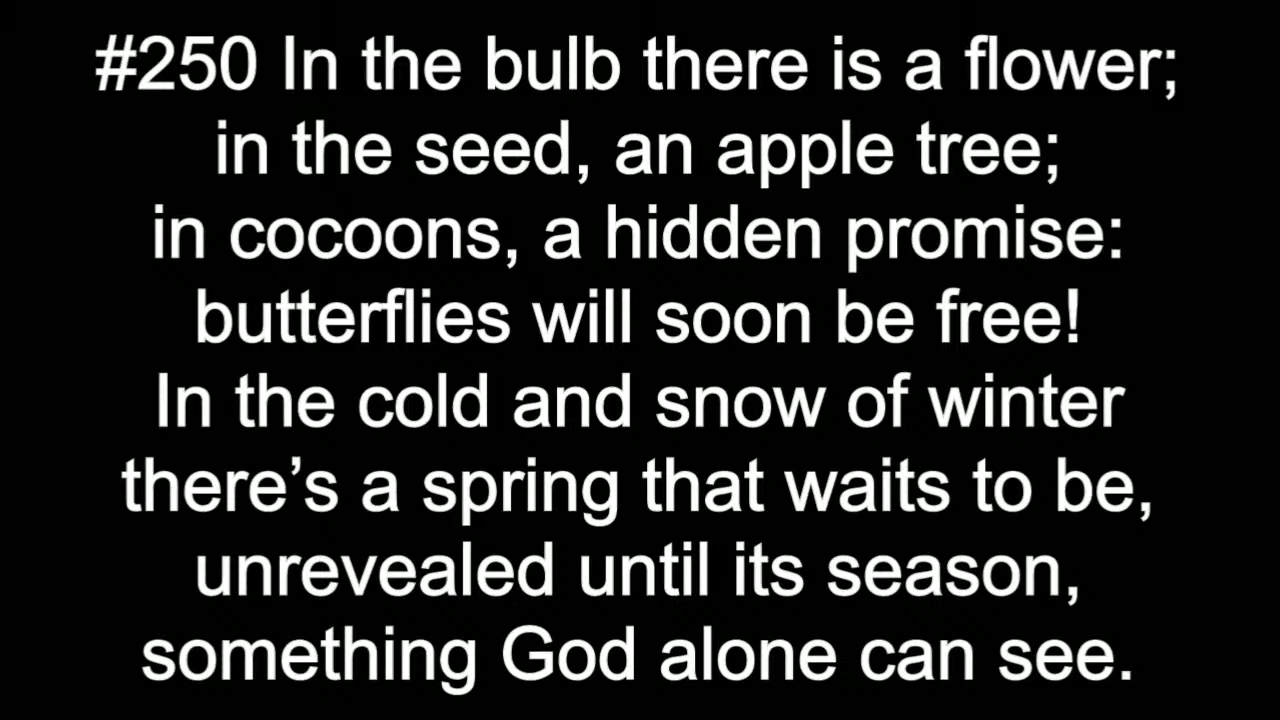 #250 In the bulb there is a flower;
in the seed, an apple tree;
in cocoons, a hidden promise:
butterflies will soon be free!
In the cold and snow of winter
there’s a spring that waits to be,
unrevealed until its season,
something God alone can see.